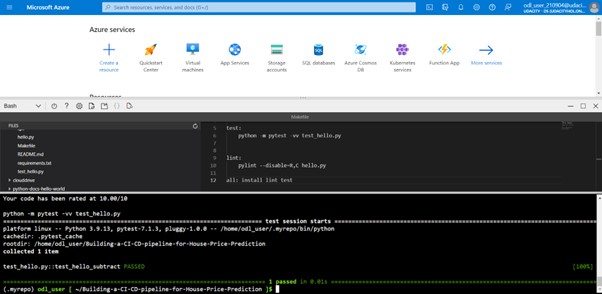 Microsoft Azure
Search resources, services, and docs (G+/)
odl_user_210904@udaci...
Azure services
Create a resource
Quickstart Center
Virtual machines
App Services
Storage accounts
SQL databases
Azure Cosmos DB
Kubernetes services
Function App
More services
Bash
Makefile
FILES
hello.py
Makefile
README.md
requirements.txt
test_hello.py
clouddrive
python-docs-hello-world
5 test:
6 python -m pytest -vv test_hello.py
8
9 lint:
10 pylint --disable=R,C hello.py
11
12 all: install lint test
Your code has been rated at 10.00/10
python -m pytest -vv test_hello.py
test session starts
platform linux -- Python 3.9.13, pytest-7.1.3, pluggy-1.0.0 -- /home/odl_user/.myrepo/bin/python
cachedir: .pytest_cache
rootdir: /home/odl_user/Building-a-CI-CD-pipeline-for-House-Price-Prediction
collected 1 item
test_hello.py::test_hello_subtract PASSED [100%]
1 passed in 0.01s
(.myrepo) odl_user [ ~/Building-a-CI-CD-pipeline-for-House-Price-Prediction ]$